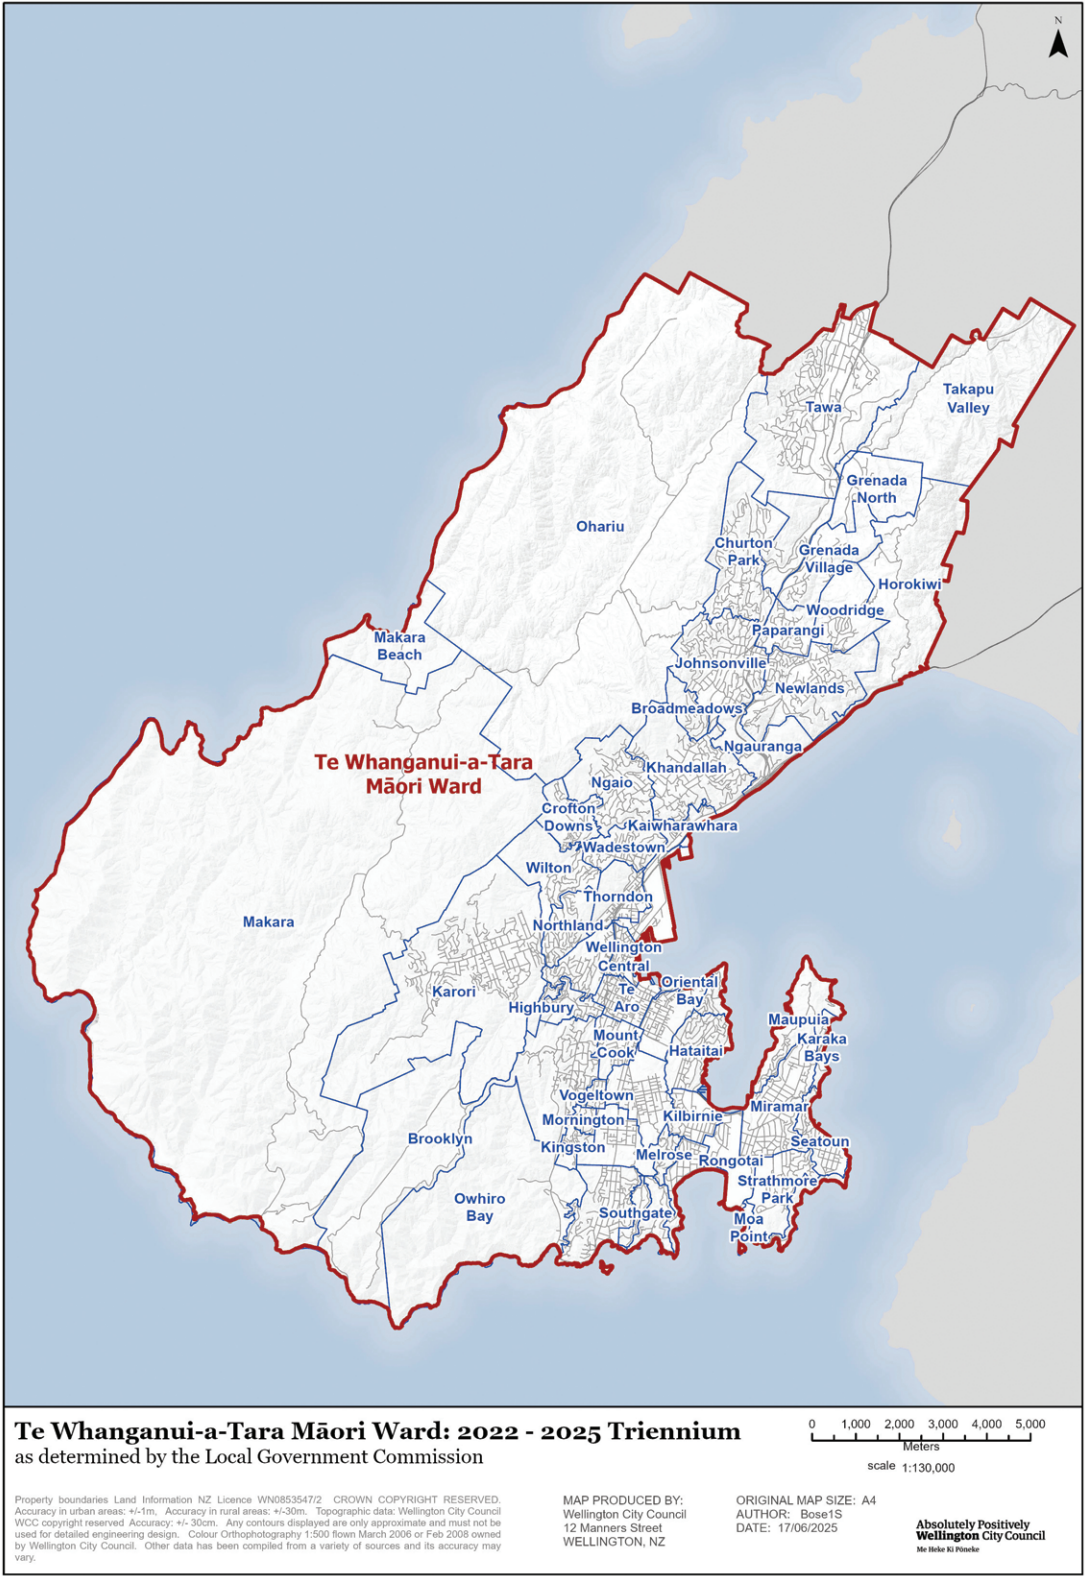 N
Takapu
Valley
Tawa
Grenada
North
Ohariu
Churton
Park
Grenada
Village
Horokiwi
Woodridge
Paparangi
Makara
Beach
Johnsonville
Newlands
Broadmeadows
Ngauranga
Te Whanganui-a-Tara
Māori Ward
Khandallah
Ngaio
Crofton
Downs
Kaiwharawhara
Wadestown
Wilton
Thorndon
Makara
Northland
Wellington
Central
Karori
Te
Aro
Oriental
Bay
Highbury
Maupuia
Mount
Cook
Hataitai
Karaka
Bays
Vogeltown
Miramar
Mornington
Kilbirnie
Brooklyn
Kingston
Melrose
Rongotai
Seatoun
Strathmore
Park
Owhiro
Bay
Southgate
Moa
Point
Te Whanganui-a-Tara Māori Ward: 2022 - 2025 Triennium
as determined by the Local Government Commission
0 1,000 2,000 3,000 4,000 5,000
Meters
scale 1:130,000
Property boundaries Land Information NZ Licence WN0853547/2 CROWN COPYRIGHT RESERVED.
Accuracy in urban areas: +/-1m, Accuracy in rural areas: +/-30m. Topographic data: Wellington City Council
WCC copyright reserved Accuracy: +/- 30cm. Any contours displayed are only approximate and must not be
used for detailed engineering design. Colour Orthophotography 1:500 flown March 2006 or Feb 2008 owned
by Wellington City Council. Other data has been compiled from a variety of sources and its accuracy may
vary.
MAP PRODUCED BY:
Wellington City Council
12 Manners Street
WELLINGTON, NZ
ORIGINAL MAP SIZE: A4
AUTHOR: Bose1S
DATE: 17/06/2025
Absolutely Positively
Wellington City Council
Me Heke Ki Pōneke